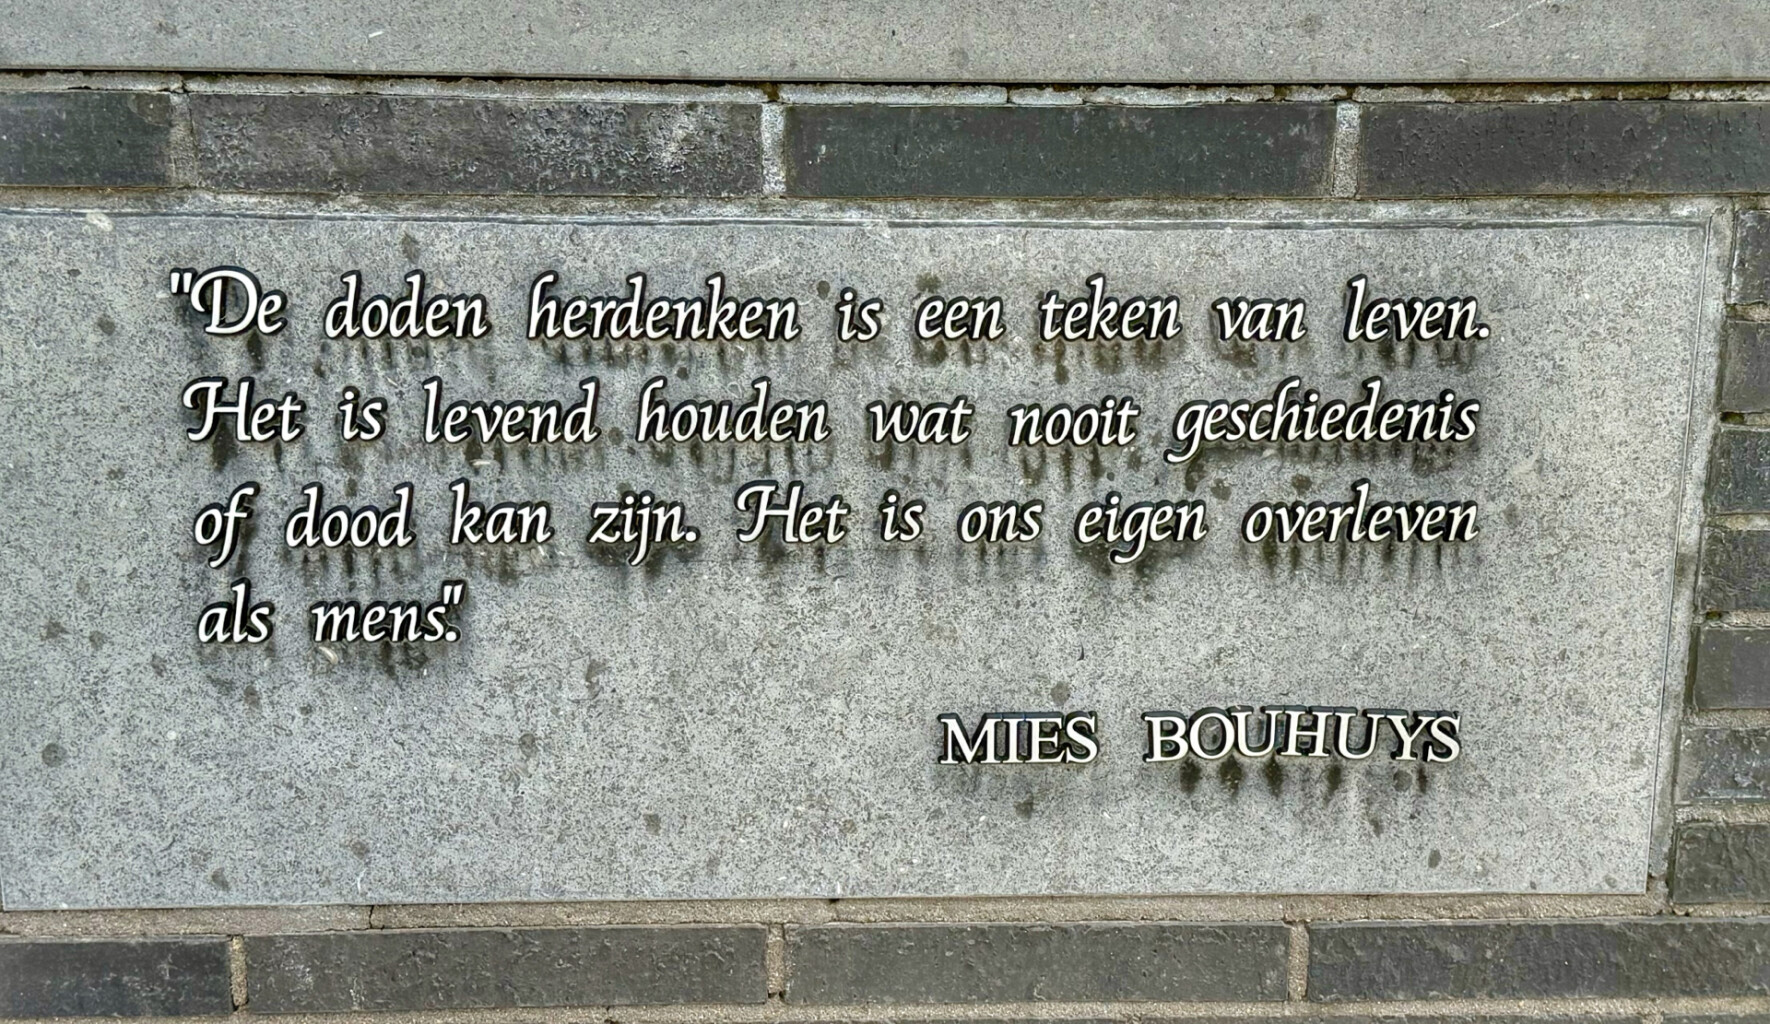 "De doden herdenken is een teken van leven.
Het is levend houden wat nooit geschiedenis
of dood kan zijn. Het is ons eigen overleven
als mens."
MIES BOUHUYS